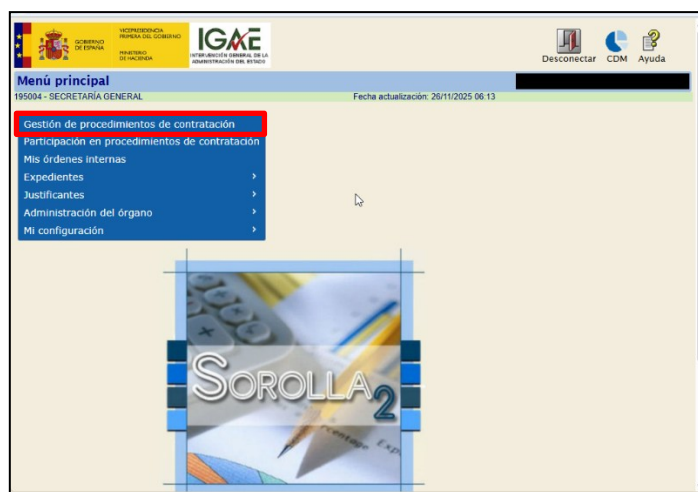 GOBIERNO
DE ESPAÑA
VICEPRESIDENCIA
PRIMERA DEL GOBIERNO
MINISTERIO
DE HACIENDA
IGAE
INTERVENCIÓN GENERAL DE LA
ADMINISTRACIÓN DEL ESTADO
Desconectar CDM Ayuda
Menú principal
195004 - SECRETARÍA GENERAL Fecha actualización: 26/11/2025 06:13
Gestión de procedimientos de contratación
Participación en procedimientos de contratación
Mis órdenes internas
Expedientes ›
Justificantes ›
Administración del órgano ›
Mi configuración ›
SOROLLA2
Percentage